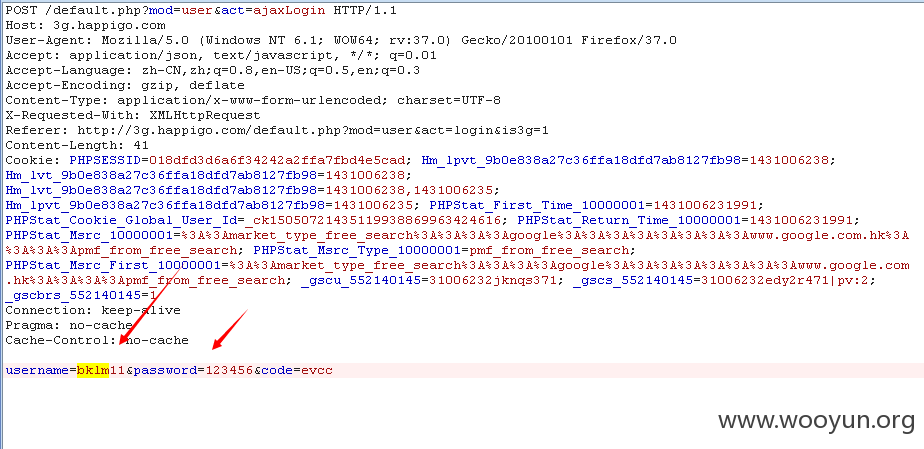 POST /default.php?mod=user&act=ajaxLogin HTTP/1.1
Host: 3g.happigo.com
User-Agent: Mozilla/5.0 (Windows NT 6.1; WOW64; rv:37.0) Gecko/20100101 Firefox/37.0
Accept: application/json, text/javascript, */*; q=0.01
Accept-Language: zh-CN,zh;q=0.8,en-US;q=0.5,en;q=0.3
Accept-Encoding: gzip, deflate
Content-Type: application/x-www-form-urlencoded; charset=UTF-8
X-Requested-With: XMLHttpRequest
Referer: http://3g.happigo.com/default.php?mod=user&act=login&is3g=1
Content-Length: 41
Cookie: PHPSESSID=018dfd3d6a6f34242a2ffa7fbd4e5cad; Hm_lpvt_9b0e838a27c36ffa18dfd7ab8127fb98=1431006238;
Hm_lvt_9b0e838a27c36ffa18dfd7ab8127fb98=1431006238;
Hm_lvt_9b0e838a27c36ffa18dfd7ab8127fb98=1431006238,1431006235;
Hm_lpvt_9b0e838a27c36ffa18dfd7ab8127fb98=1431006235; PHPStat_First_Time_10000001=1431006231991;
PHPStat_Cookie_Global_User_Id=_ck15050721435119938869963424616; PHPStat_Return_Time_10000001=1431006231991;
PHPStat_Msrc_10000001=%3A%3Amarket_type_free_search%3A%3A%3A%3Agoogle%3A%3A%3A%3A%3A%3A%3A%3Awww.google.com.hk%3A
%3A%3A%3Apmf_from_free_search; PHPStat_Msrc_Type_10000001=pmf_from_free_search;
PHPStat_Msrc_First_10000001=%3A%3Amarket_type_free_search%3A%3A%3A%3Agoogle%3A%3A%3A%3A%3A%3A%3A%3Awww.google.com
.hk%3A%3A%3A%3Apmf_from_free_search; _gscu_552140145=31006232jknqs371; _gscs_552140145=31006232edy2r471|pv:2;
_gscbrs_552140145=1
Connection: keep-alive
Pragma: no-cache
Cache-Control: no-cache
username=bklm11&password=123456&code=evcc
www.wooyun.org